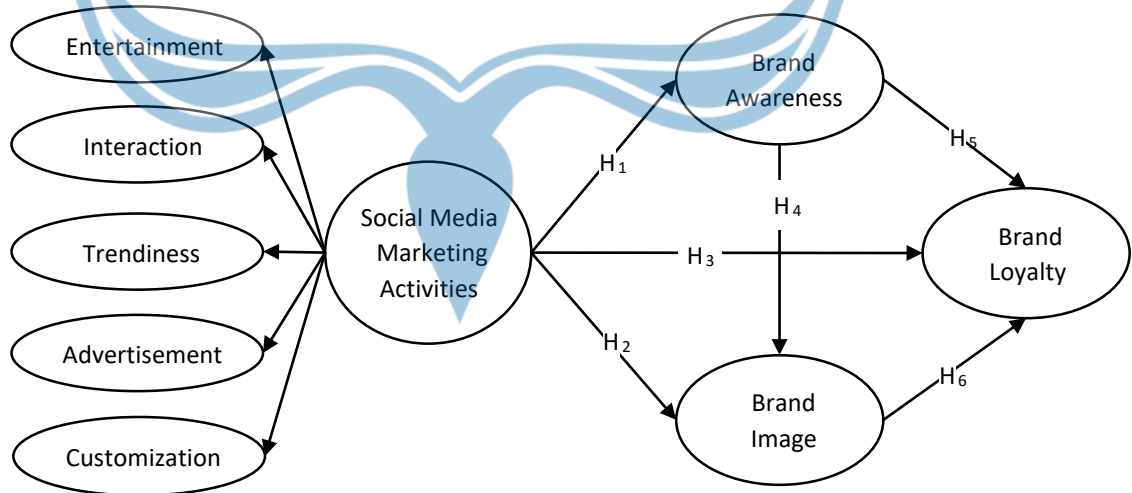 Entertainment
Interaction
Trendiness
Advertisement
Customization
Social Media
Marketing
Activities
H1
H3
H2
Brand
Awareness
H4
Brand
Image
H5
H6
Brand
Loyalty